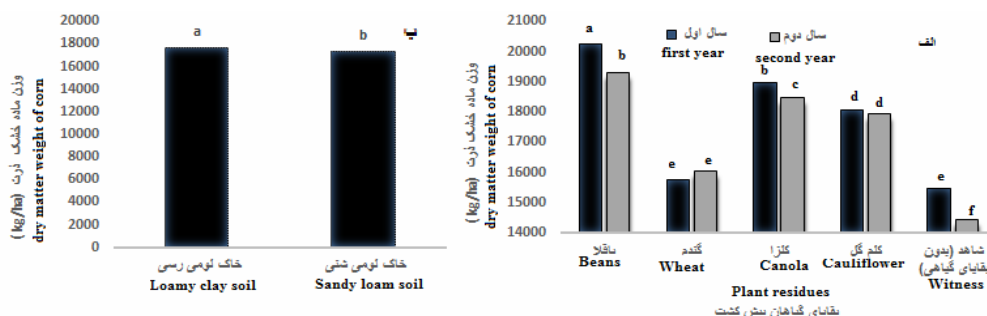 20000
18000
16000
14000
12000
10000
8000
6000
4000
2000
0
وزن ماده خشک ذرت (kg/ha)
dry matter weight of corn
a
b
ب
خاک لومی رسی
Loamy clay soil
خاک لومی شنی
Sandy loam soil
21000
20000
19000
18000
17000
16000
15000
14000
وزن ماده خشک ذرت (kg/ha)
dry matter weight of corn
سال اول
first year
سال دوم
second year
الف
a
b
e
e
b
c
d
d
e
f
باقلا
Beans
گندم
Wheat
کلزا
Canola
کلم گل
Cauliflower
شاهد (بدون
بقایای گیاهی)
Witness
Plant residues
بقایای گیاهان پیش کشت